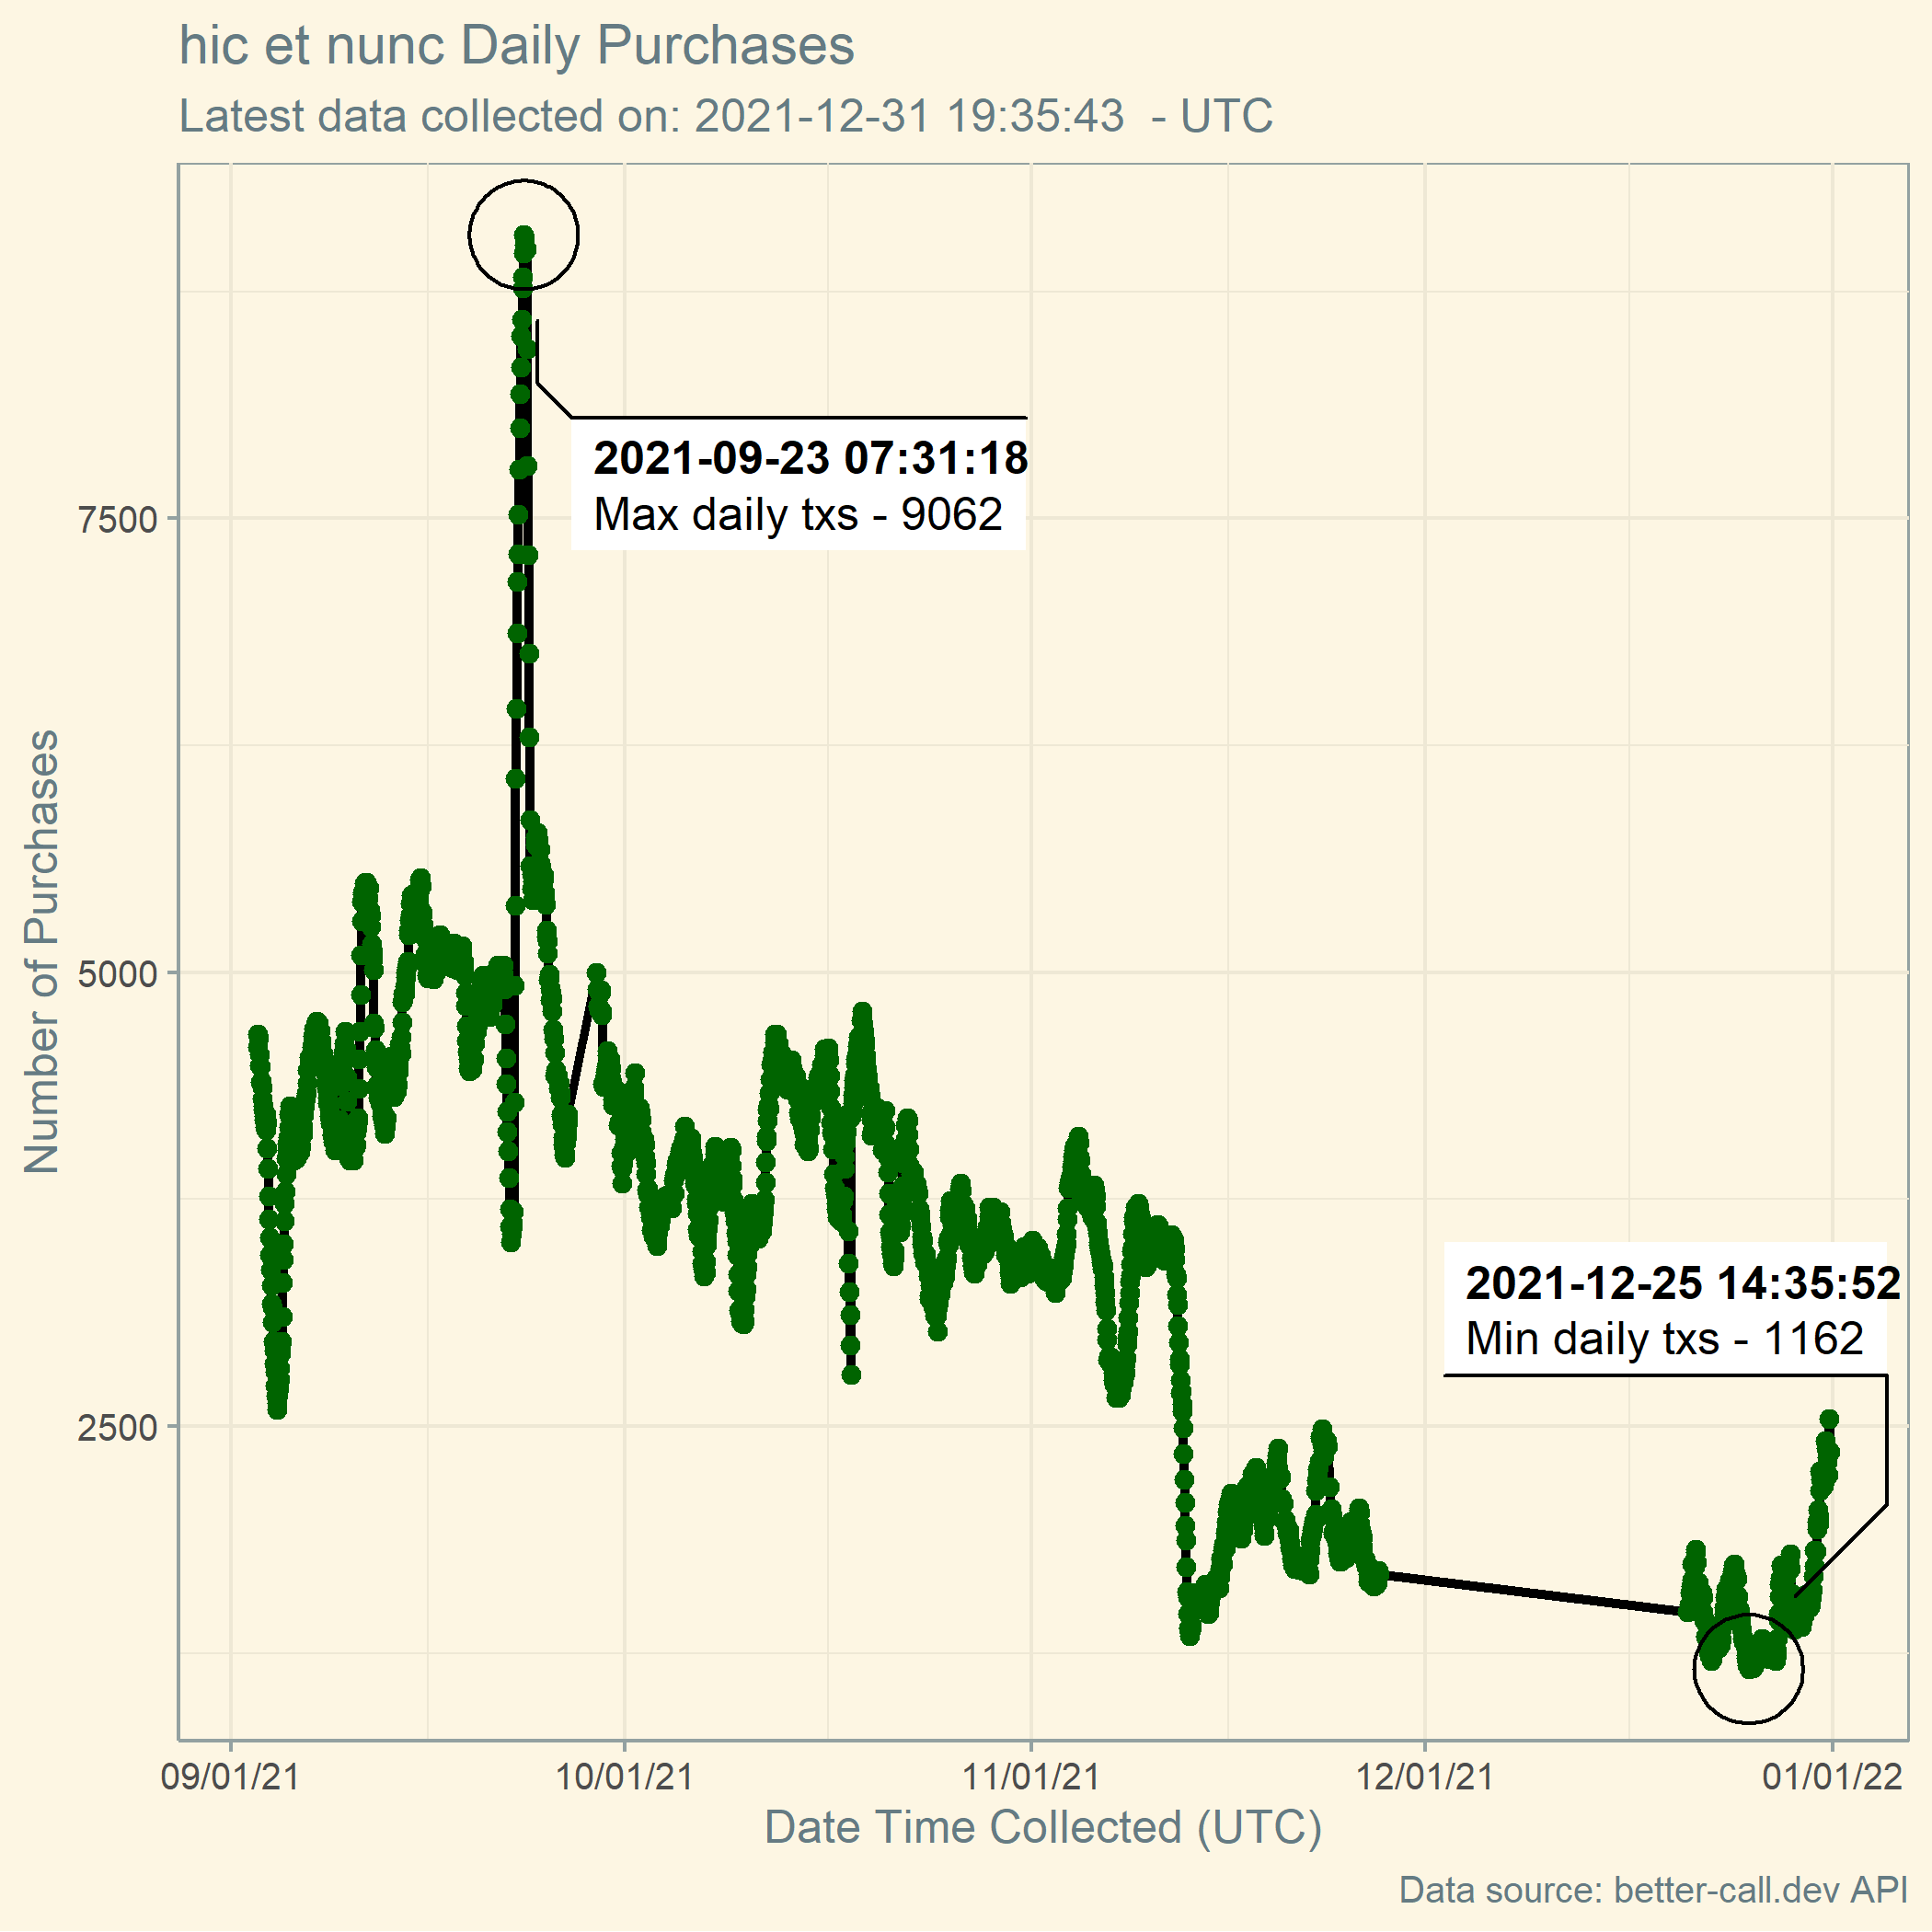 hic et nunc Daily Purchases
Latest data collected on: 2021-12-31 19:35:43  - UTC
2021-09-23 07:31:18
Max daily txs - 9062
7500
Number of Purchases
5000
2021-12-25 14:35:52
Min daily txs - 1162
2500
09/01/21 10/01/21 11/01/21 12/01/21 01/01/22
Date Time Collected (UTC)
Data source: better-call.dev API